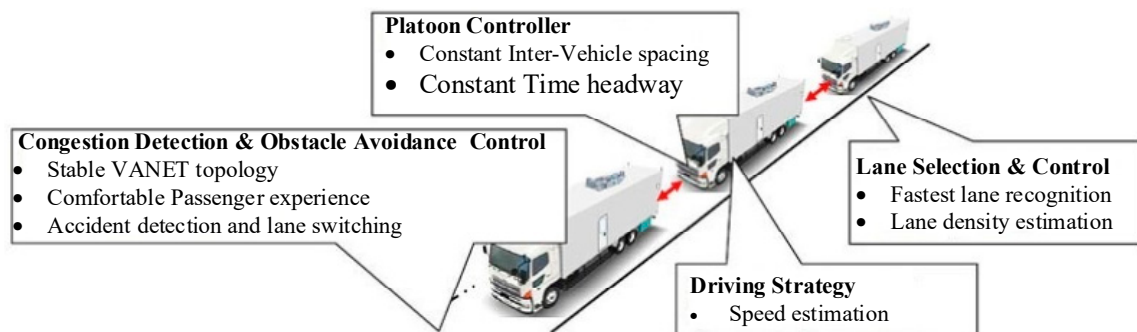 Platoon Controller
• Constant Inter-Vehicle spacing
• Constant Time headway
Congestion Detection & Obstacle Avoidance Control
• Stable VANET topology
• Comfortable Passenger experience
• Accident detection and lane switching
Lane Selection & Control
• Fastest lane recognition
• Lane density estimation
Driving Strategy
• Speed estimation